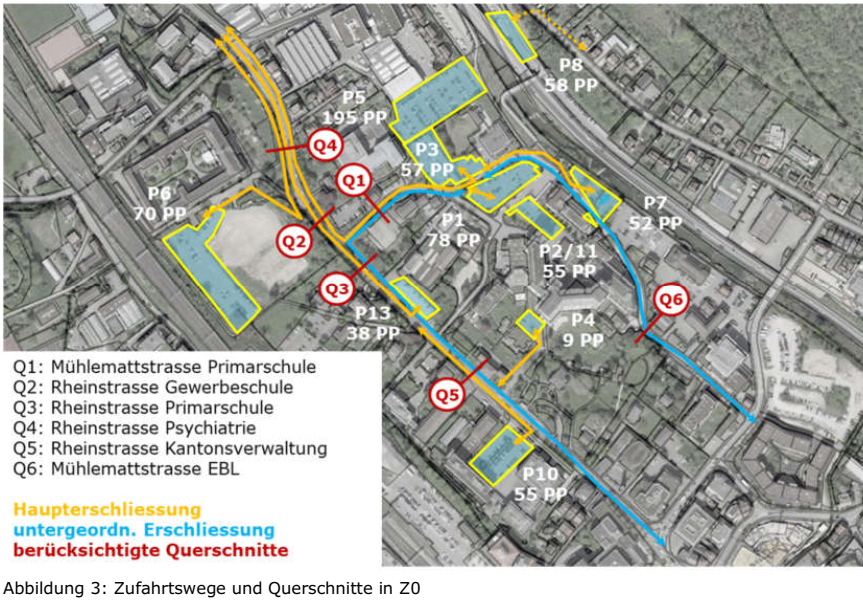 P8
58 PP
P5
195 PP
Q4
P3
57 PP
Q1
P6
70 PP
P7
52 PP
P1
78 PP
Q2
P2/11
55 PP
Q3
Q6
P13
38 PP
P4
9 PP
Q5
P10
55 PP
Q1: Mühlemattstrasse Primarschule
Q2: Rheinstrasse Gewerbeschule
Q3: Rheinstrasse Primarschule
Q4: Rheinstrasse Psychiatrie
Q5: Rheinstrasse Kantonsverwaltung
Q6: Mühlemattstrasse EBL
Haupterschliessung
untergeordn. Erschliessung
berücksichtigte Querschnitte
Abbildung 3: Zufahrtswege und Querschnitte in Z0